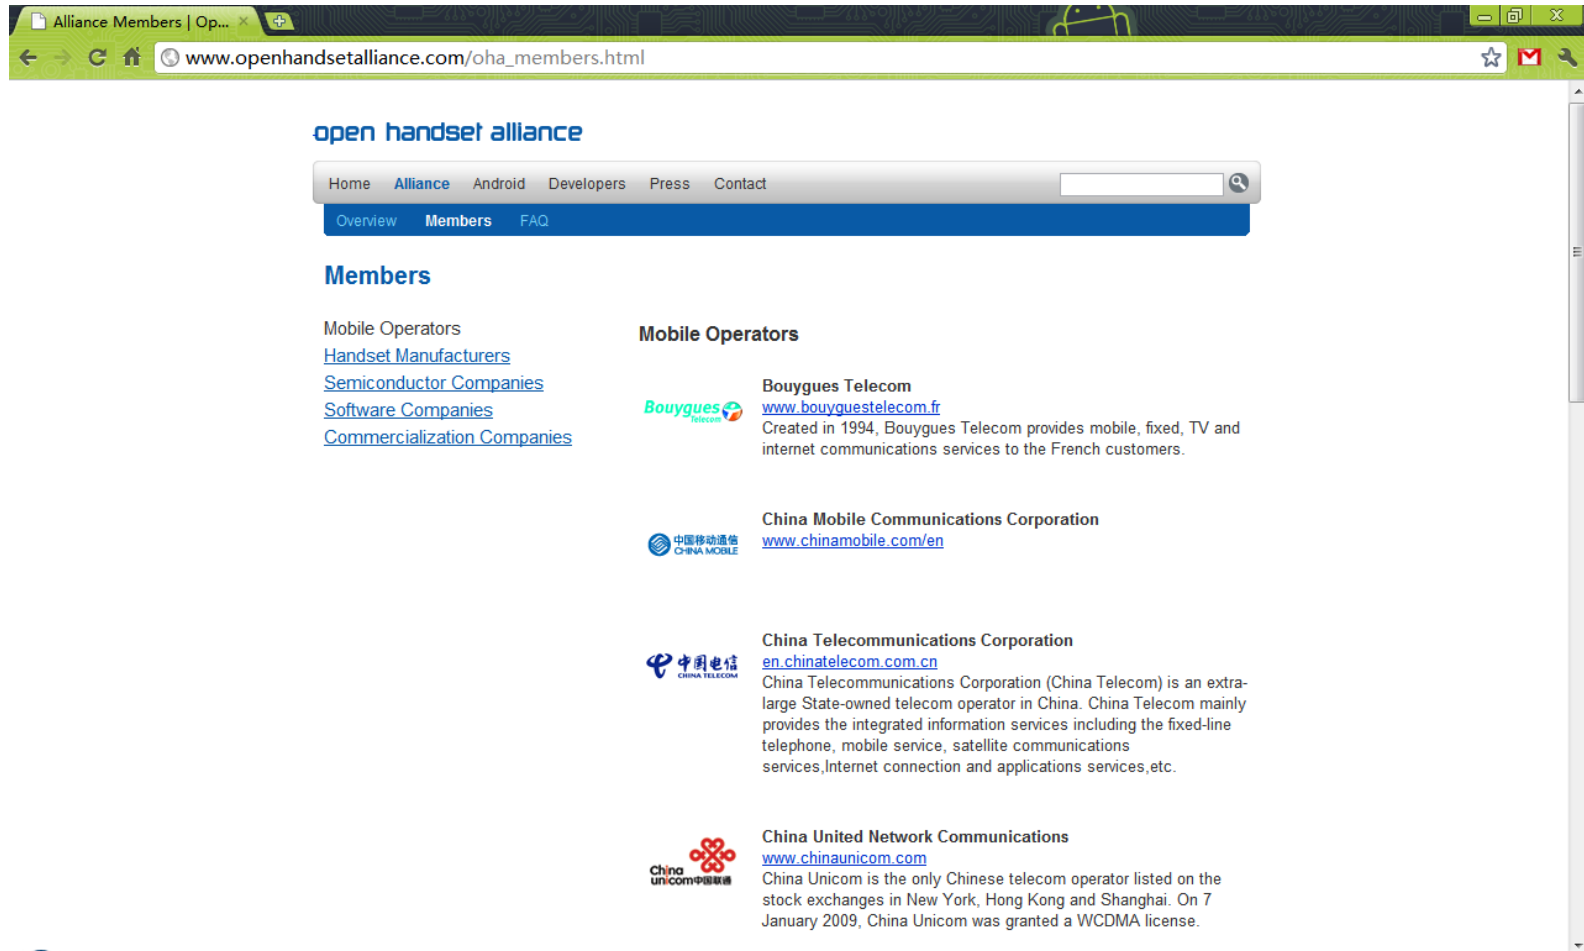 Alliance Members | Op...
www.openhandsetalliance.com/oha_members.html
open handset alliance
Home Alliance Android Developers Press Contact
Overview Members FAQ
Members
Mobile Operators
Handset Manufacturers
Semiconductor Companies
Software Companies
Commercialization Companies
Mobile Operators
Bouygues Telecom
Bouygues Telecom
www.bouyguestelecom.fr
Created in 1994, Bouygues Telecom provides mobile, fixed, TV and
internet communications services to the French customers.
中国移动通信
CHINA MOBILE
China Mobile Communications Corporation
www.chinamobile.com/en
中国电信
CHINA TELECOM
China Telecommunications Corporation
en.chinatelecom.com.cn
China Telecommunications Corporation (China Telecom) is an extra-
large State-owned telecom operator in China. China Telecom mainly
provides the integrated information services including the fixed-line
telephone, mobile service, satellite communications
services,Internet connection and applications services,etc.
China
unicom中国联通
China United Network Communications
www.chinaunicom.com
China Unicom is the only Chinese telecom operator listed on the
stock exchanges in New York, Hong Kong and Shanghai. On 7
January 2009, China Unicom was granted a WCDMA license.